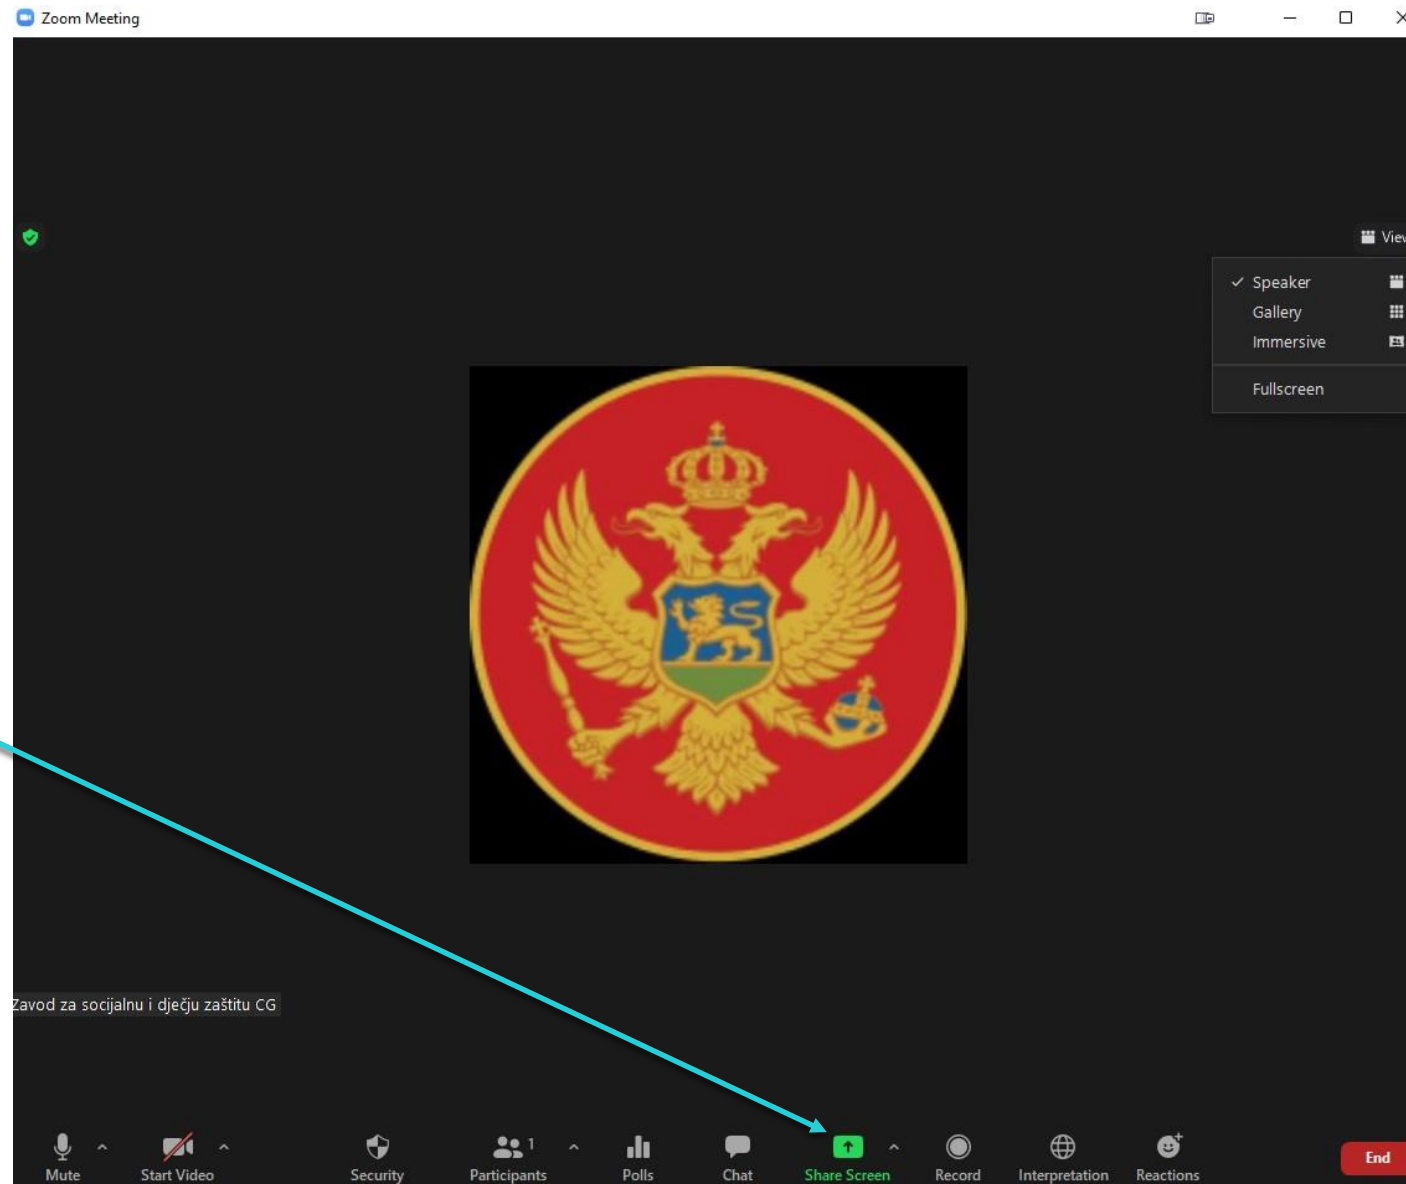 Zoom Meeting
View
Speaker
Gallery
Immersive
Fullscreen
Zavod za socijalnu i dječju zaštitu CG
1
Mute Start Video Security Participants Polls Chat Share Screen Record Interpretation Reactions End